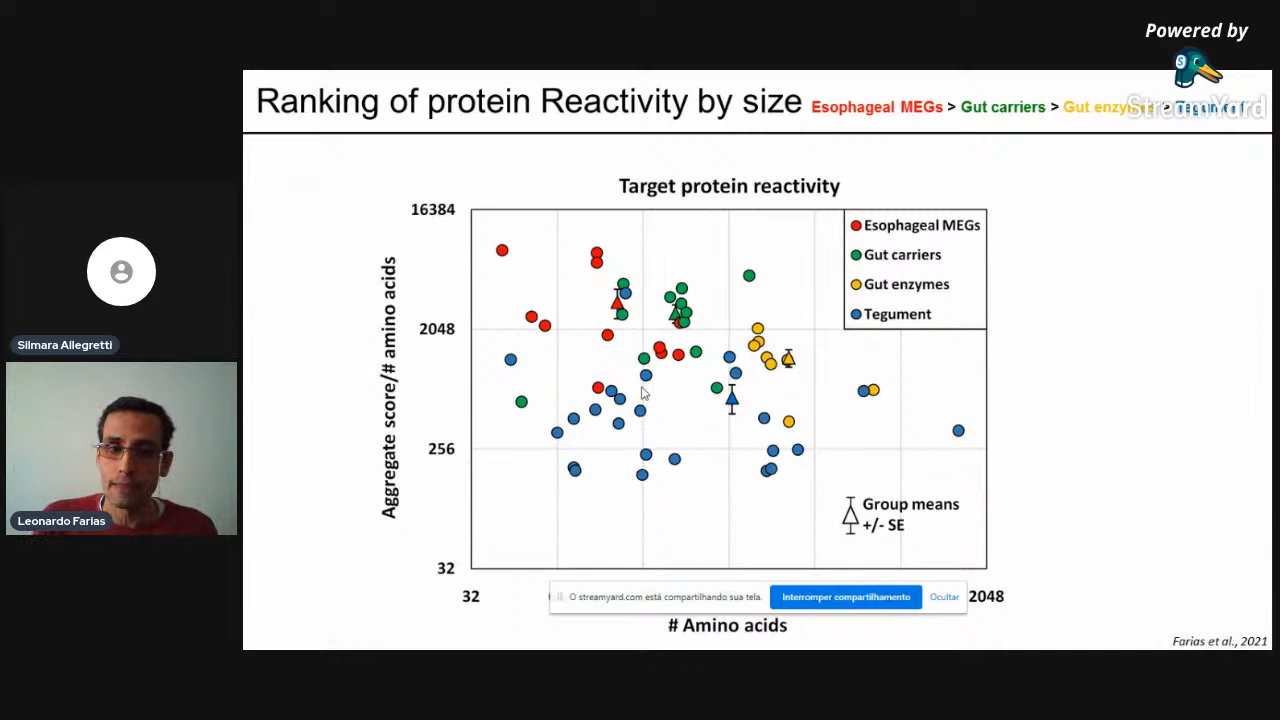 Powered by
StreamYard
Ranking of protein Reactivity by size
Esophageal MEGs > Gut carriers > Gut enzymes > Tegument
Target protein reactivity
16384
2048
256
32
Aggregate score/# amino acids
Esophageal MEGs
Gut carriers
Gut enzymes
Tegument
Group means
+/- SE
32
2048
# Amino acids
O streamyard.com está compartilhando sua tela.
Interromper compartilhamento
Ocultar
Farias et al., 2021
Silmara Allegretti
Leonardo Farias